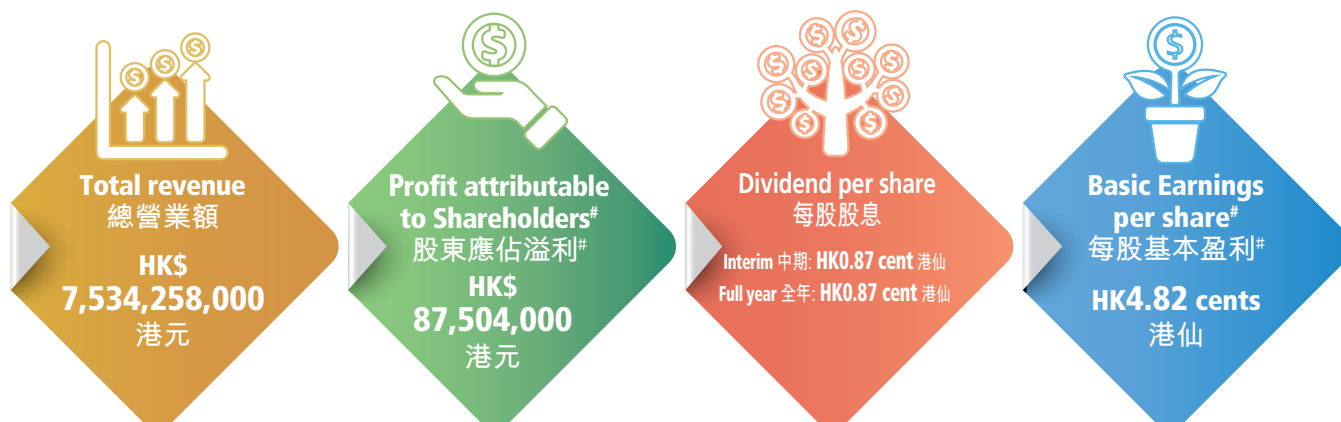 Total revenue
總營業額
HK$
7,534,258,000
港元
Profit attributable
to Shareholders#
股東應佔溢利#
HK$
87,504,000
港元
Dividend per share
每股股息
Interim 中期: HK0.87 cent 港仙
Full year 全年: HK0.87 cent 港仙
Basic Earnings
per share#
每股基本盈利#
HK4.82 cents
港仙